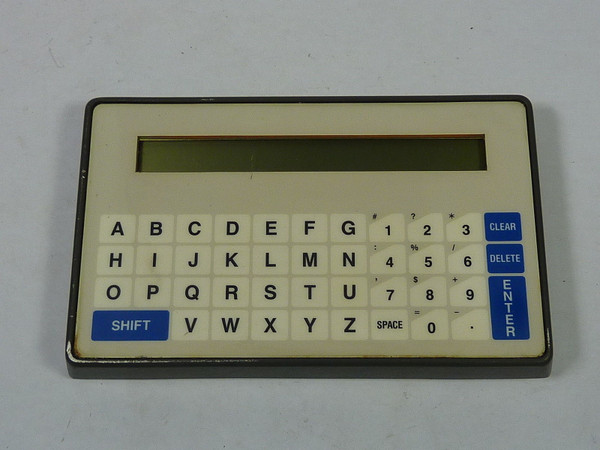 A B C D E F G # 1 ? 2 * 3 CLEAR
H I J K L M N : 4 % 5 / 6 DELETE
O P Q R S T U ' 7 $ 8 + 9 ENTER
SHIFT V W X Y Z SPACE = 0 – .